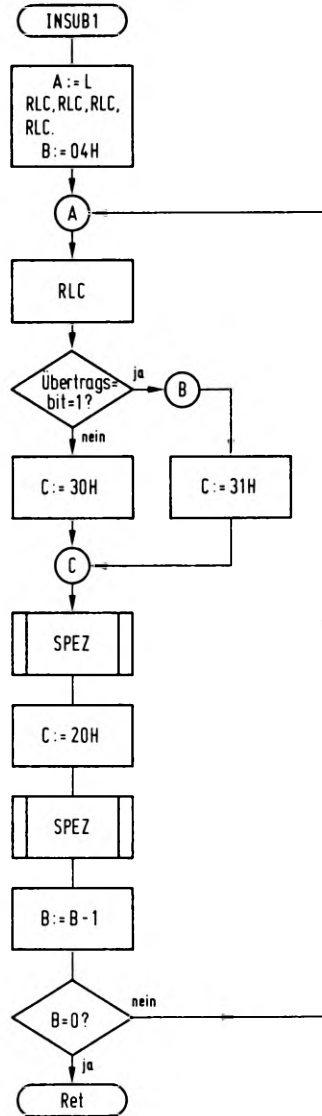 INSUB1
A:=L
RLC,RLC,RLC,
RLC.
B:=04H
A
RLC
Übertrags=
bit=1?
ja
B
nein
C:=30H
C:=31H
C
SPEZ
C:=20H
SPEZ
B:=B-1
B=0?
nein
ja
Ret